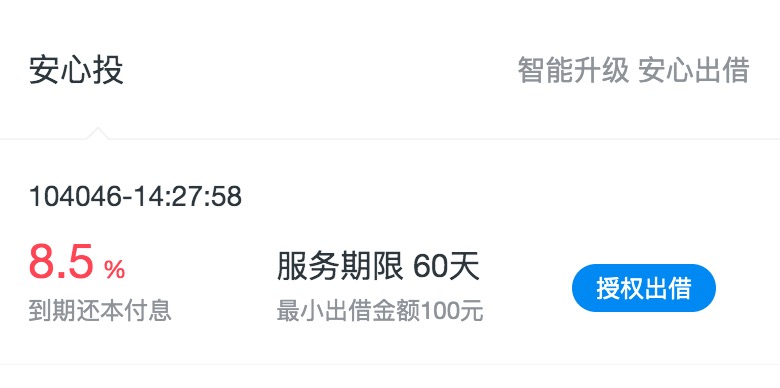 安心投
智能升级 安心出借
104046-14:27:58
8.5 %
服务期限 60天
授权出借
到期还本付息
最小出借金额100元